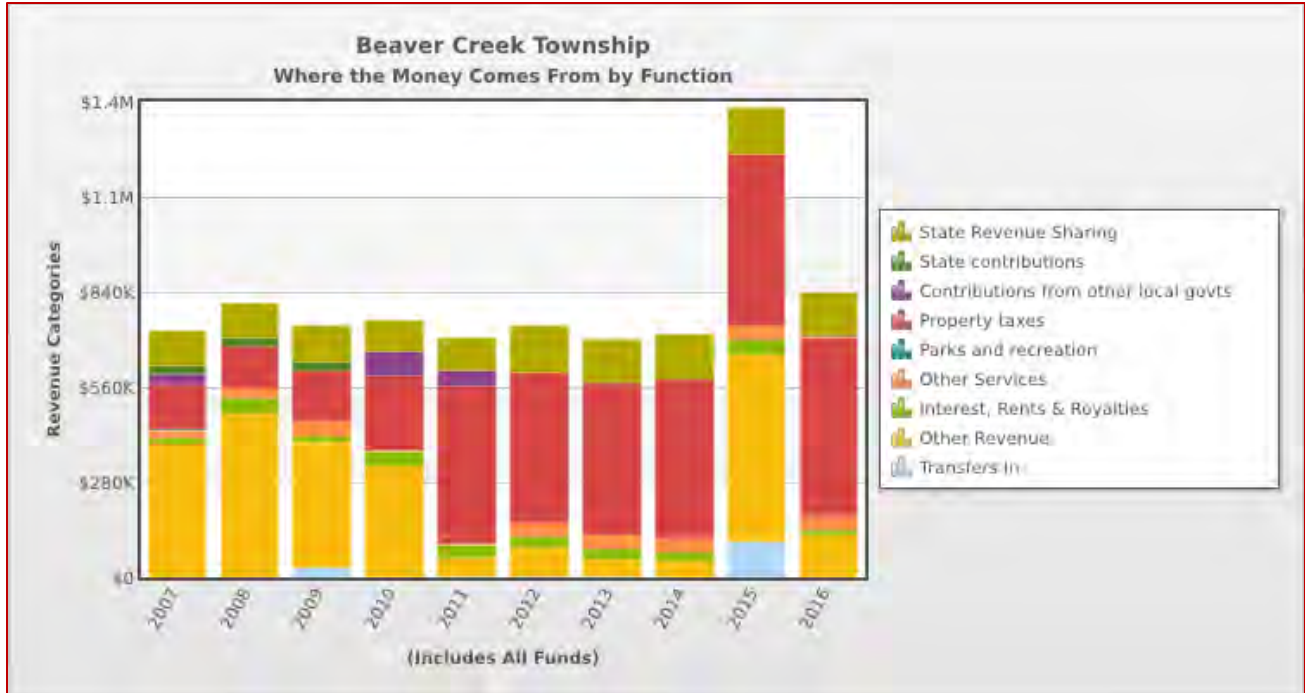 Beaver Creek Township
Where the Money Comes From by Function
$1.4M
$1.1M
$840K
$560K
$280K
$0
Revenue Categories
2007
2008
2009
2010
2011
2012
2013
2014
2015
2016
(Includes All Funds)
State Revenue Sharing
State contributions
Contributions from other local govts
Property taxes
Parks and recreation
Other Services
Interest, Rents & Royalties
Other Revenue
Transfers In